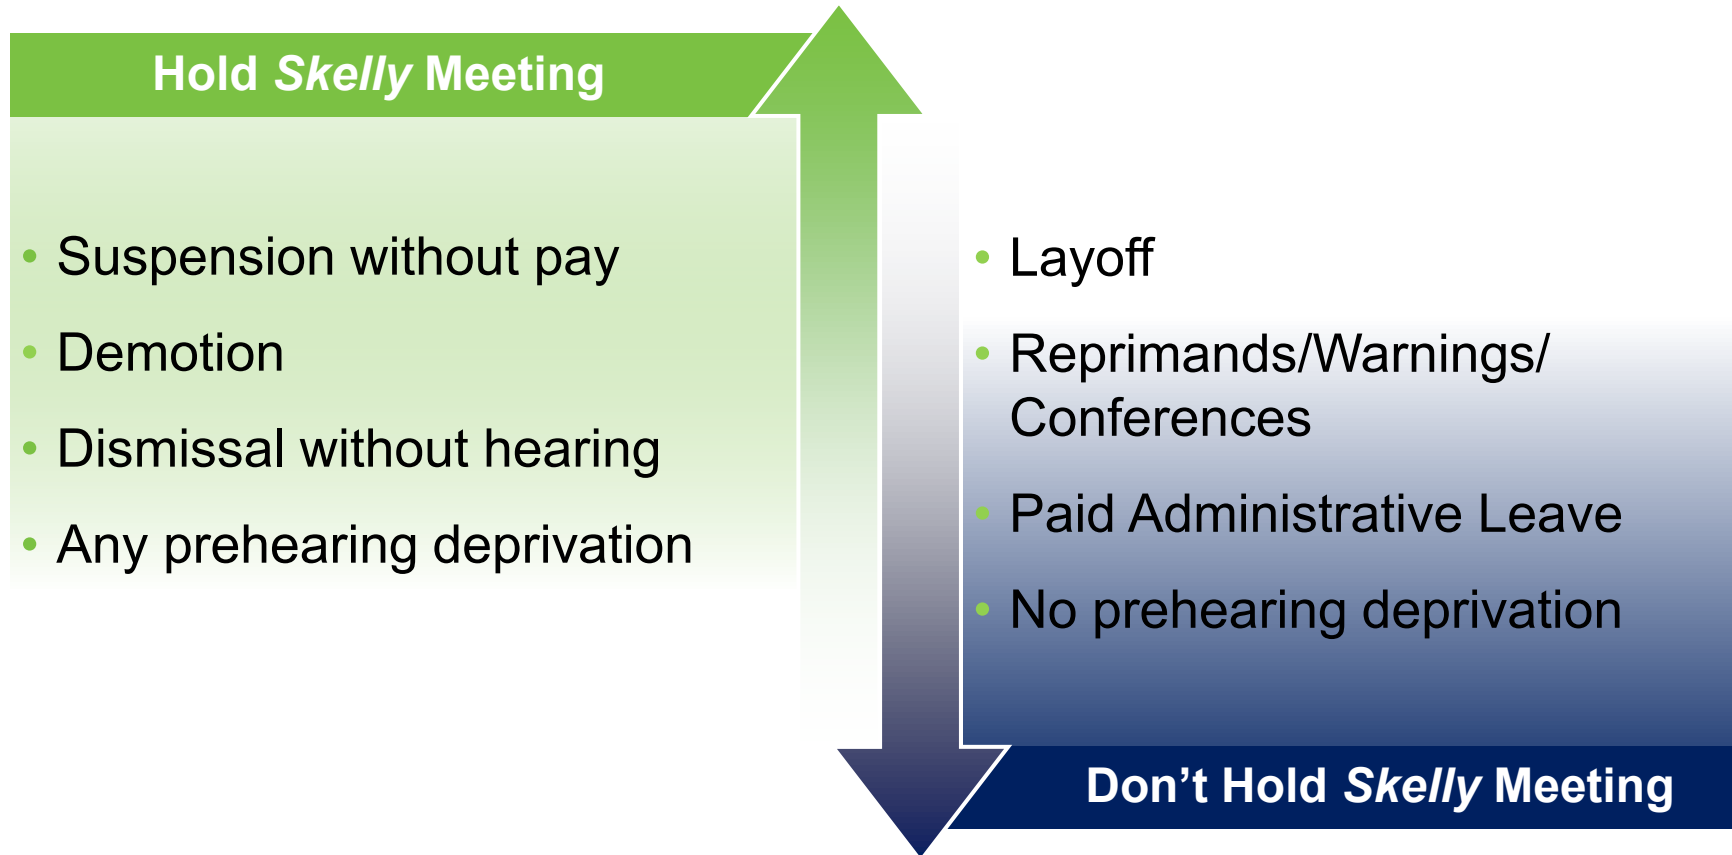 Hold Skelly Meeting
• Suspension without pay
• Demotion
• Dismissal without hearing
• Any prehearing deprivation
• Layoff
• Reprimands/Warnings/
Conferences
• Paid Administrative Leave
• No prehearing deprivation
Don’t Hold Skelly Meeting